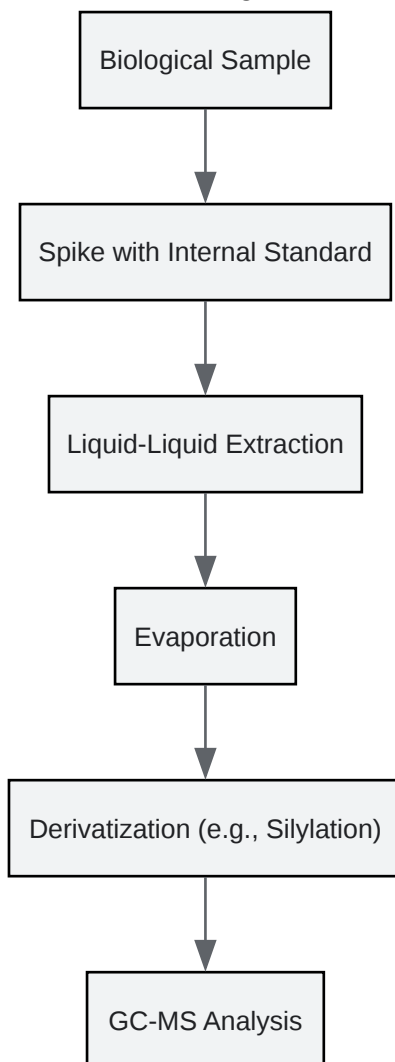 Biological Sample
Spike with Internal Standard
Liquid-Liquid Extraction
Evaporation
Derivatization (e.g., Silylation)
GC-MS Analysis